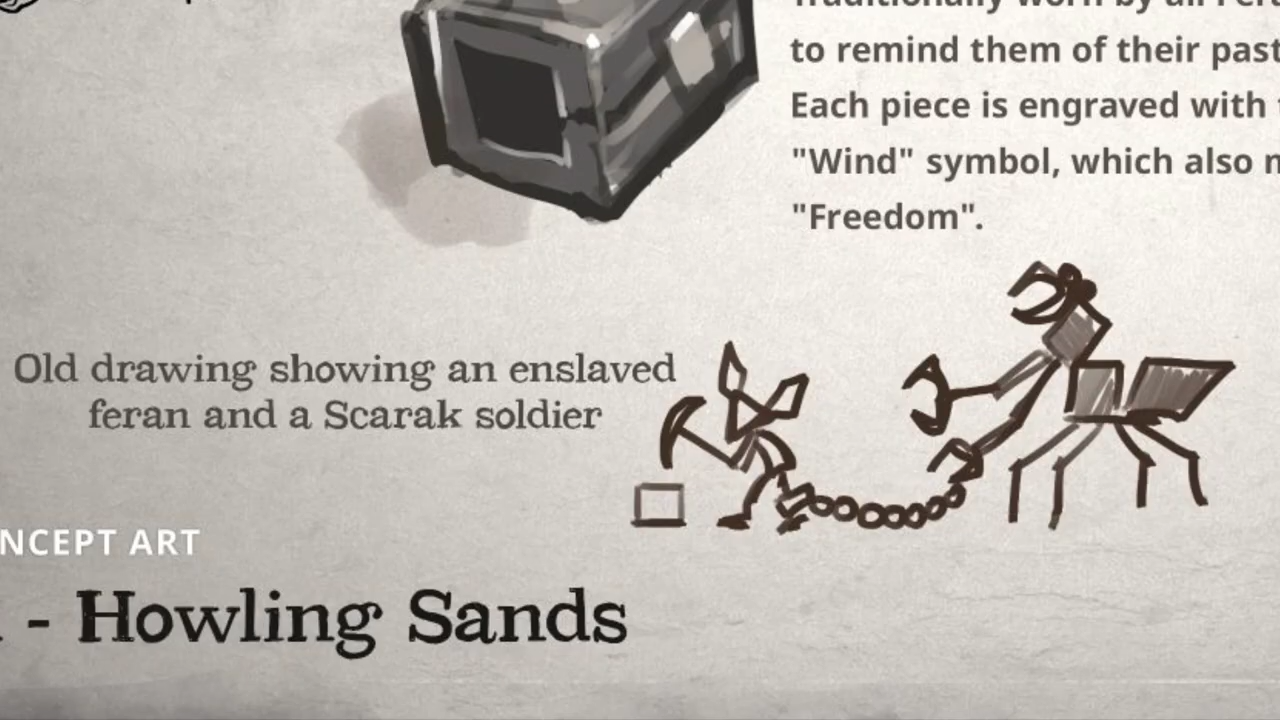 to remind them of their past
Each piece is engraved with
"Wind" symbol, which also
"Freedom".
Old drawing showing an enslaved
feran and a Scarak soldier
NCEPT ART
- Howling Sands